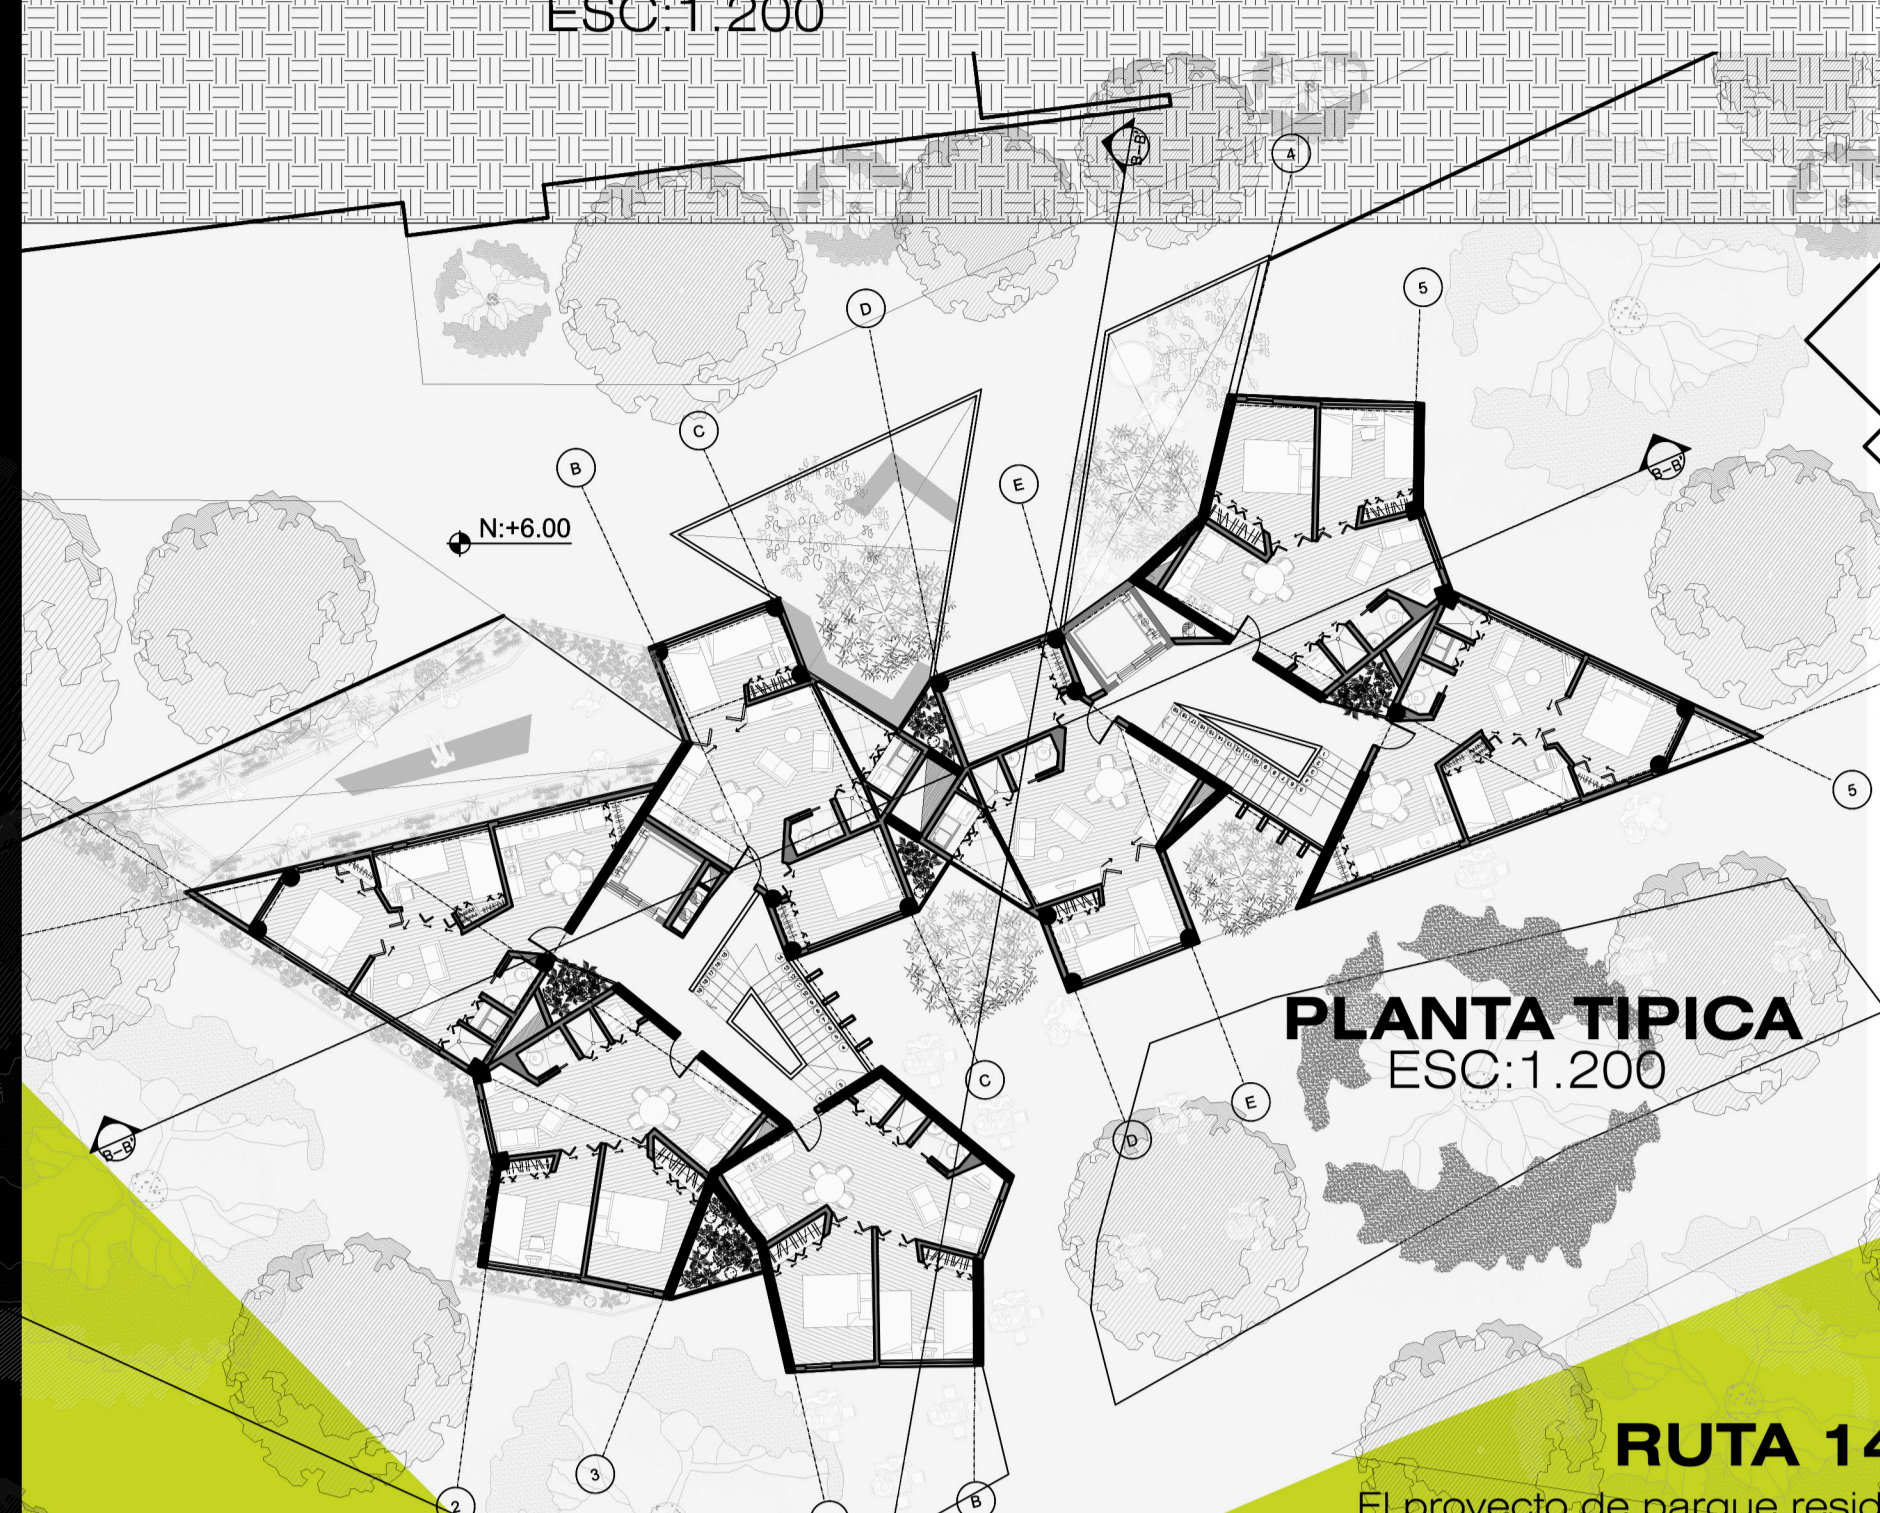 ESC:1.200
B-B'
4
5
D
C
B
E
B-B'
N:+6.00
5
PLANTA TIPICA
ESC:1.200
C
E
D
B-B'
RUTA 14
3
2
B
El proyecto de parque resid